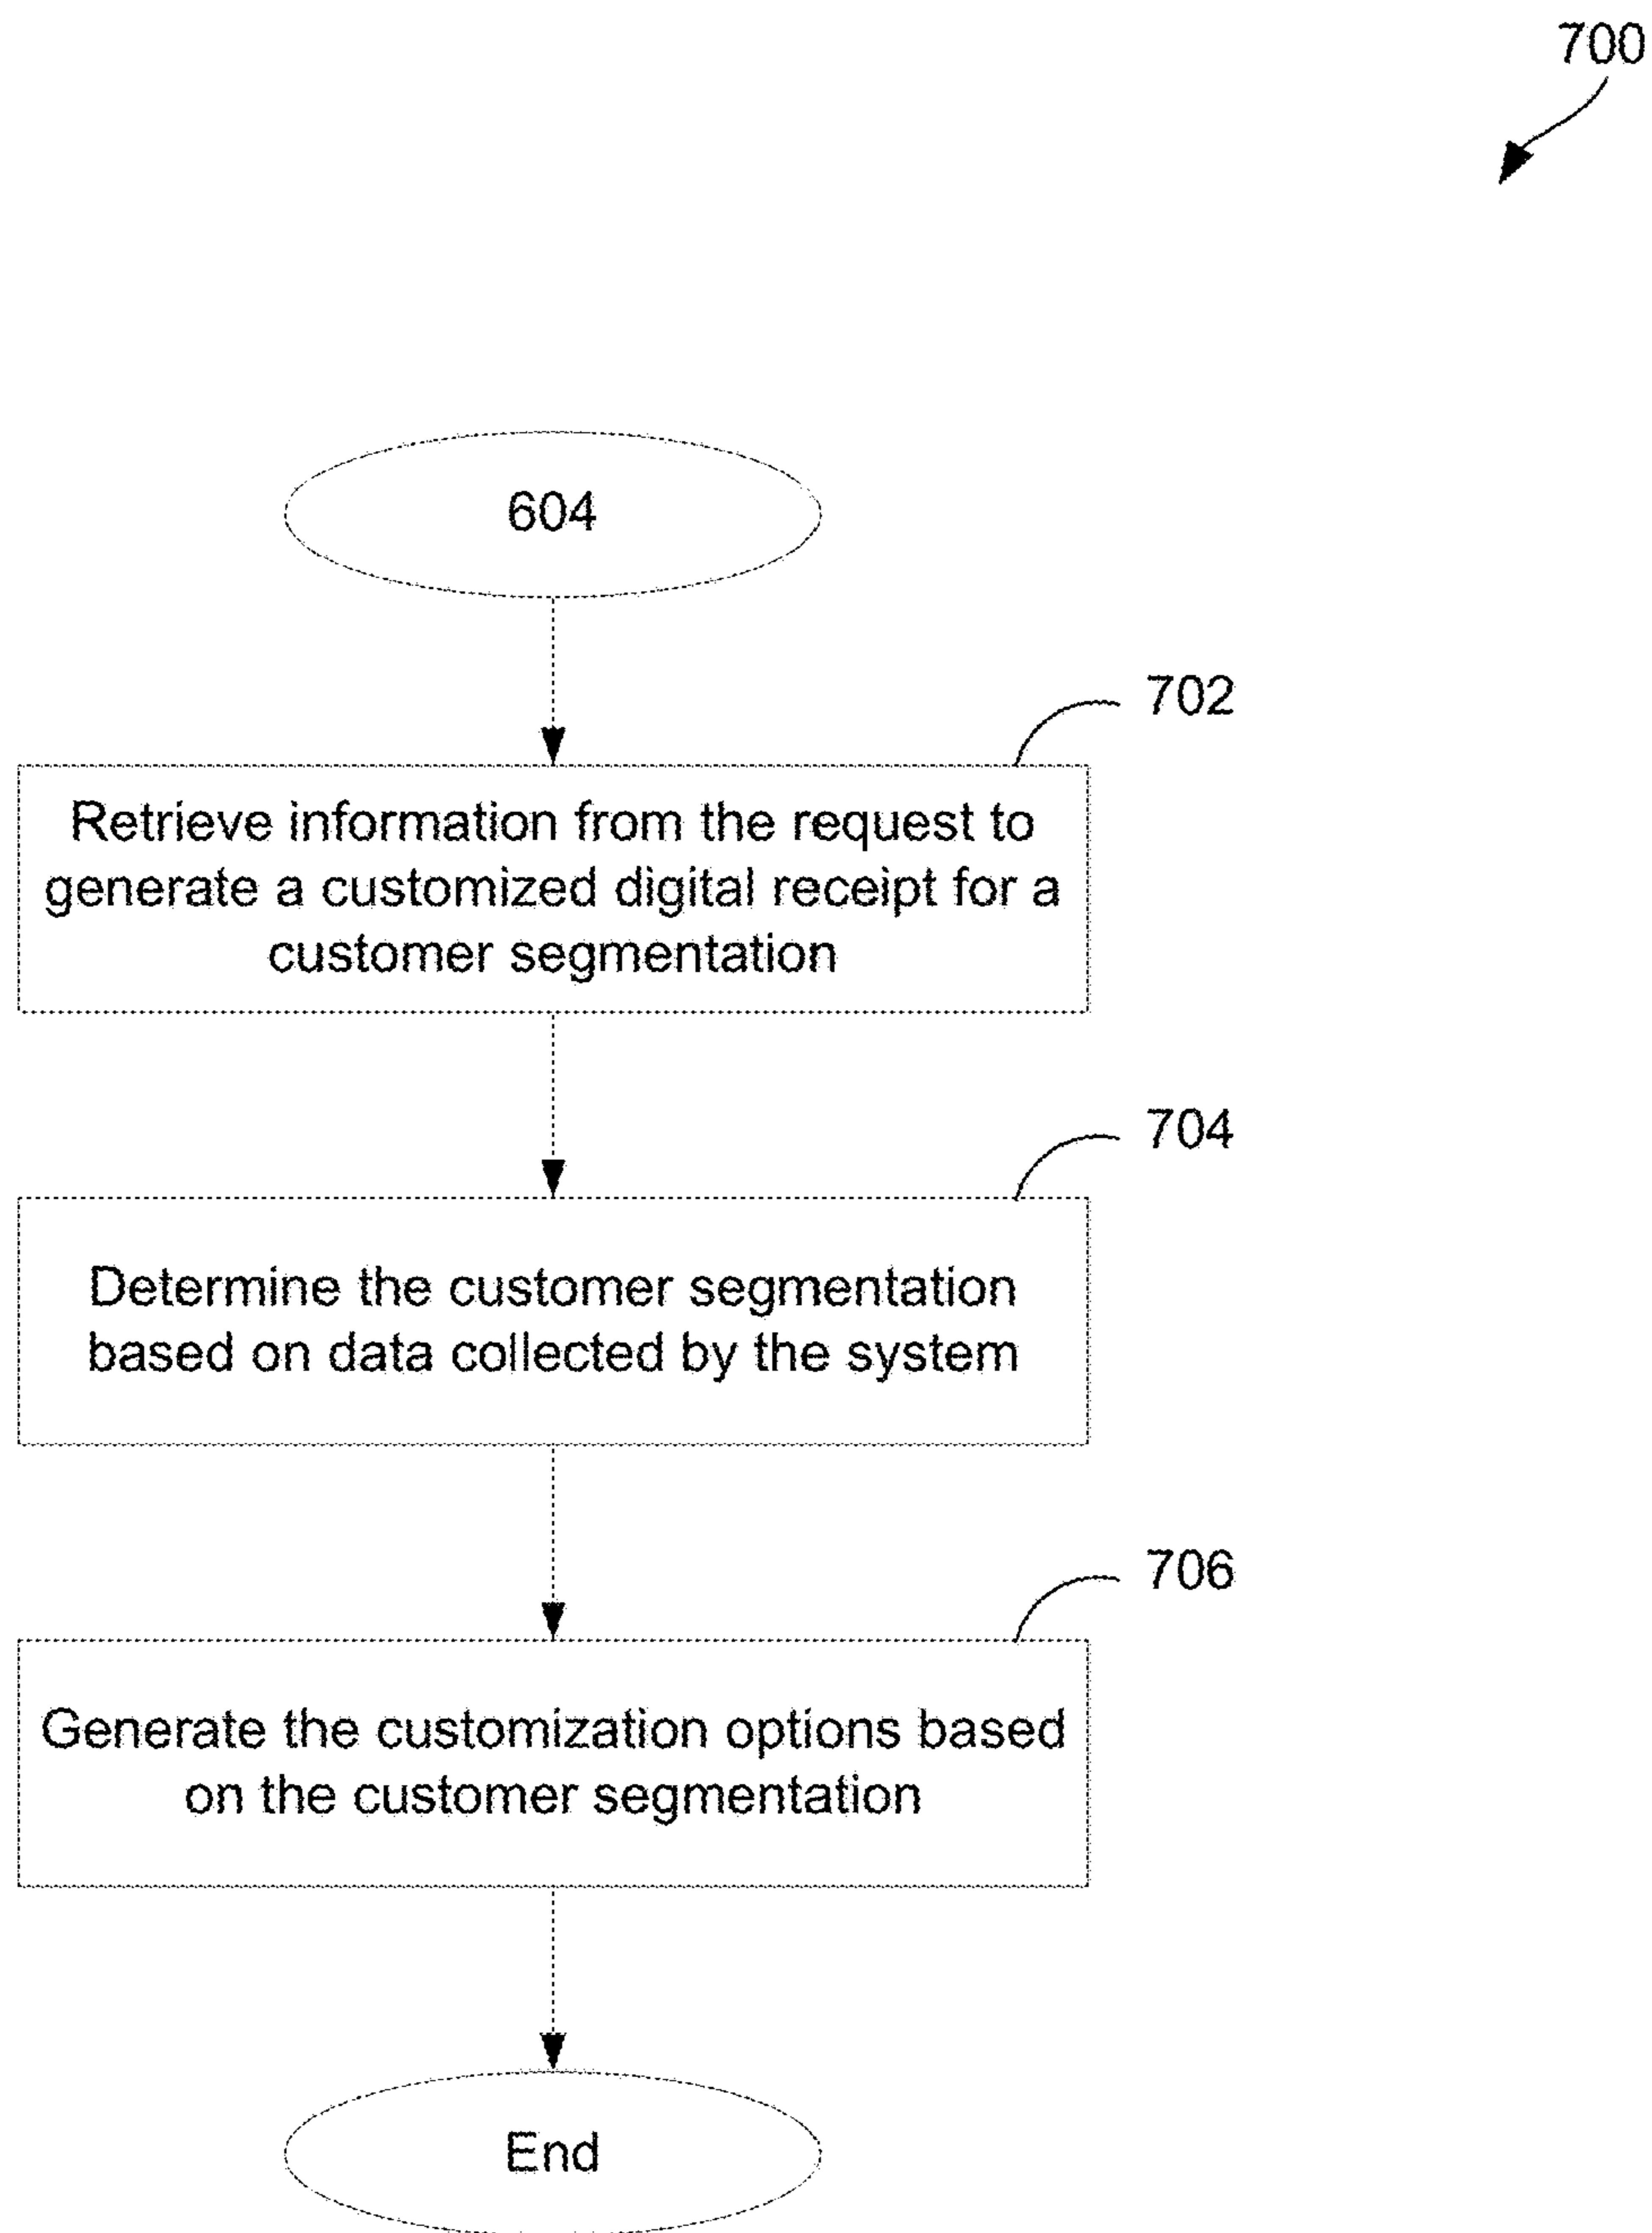 700
604
702
Retrieve information from the request to
generate a customized digital receipt for a
customer segmentation
704
Determine the customer segmentation
based on data collected by the system
706
Generate the customization options based
on the customer segmentation
End